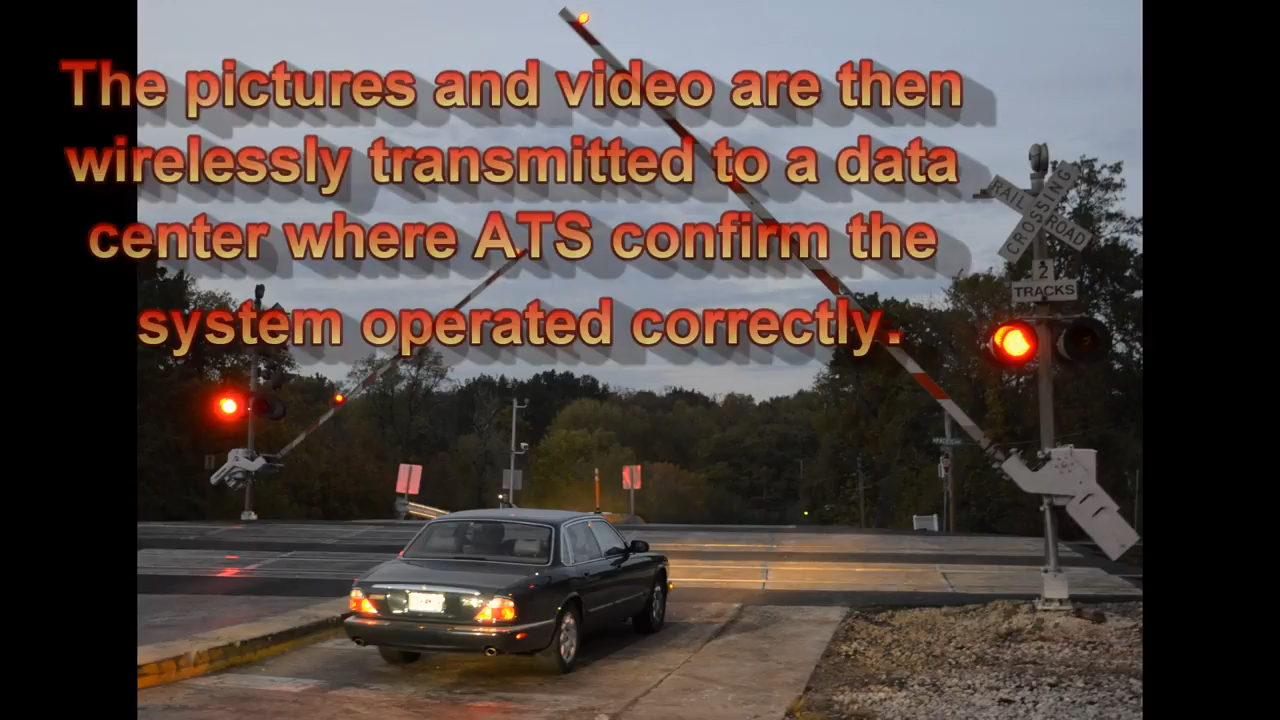 The pictures and video are then
wirelessly transmitted to a data
center where ATS confirm the
system operated correctly.
RAIL ROAD
CROSSING
2
TRACKS